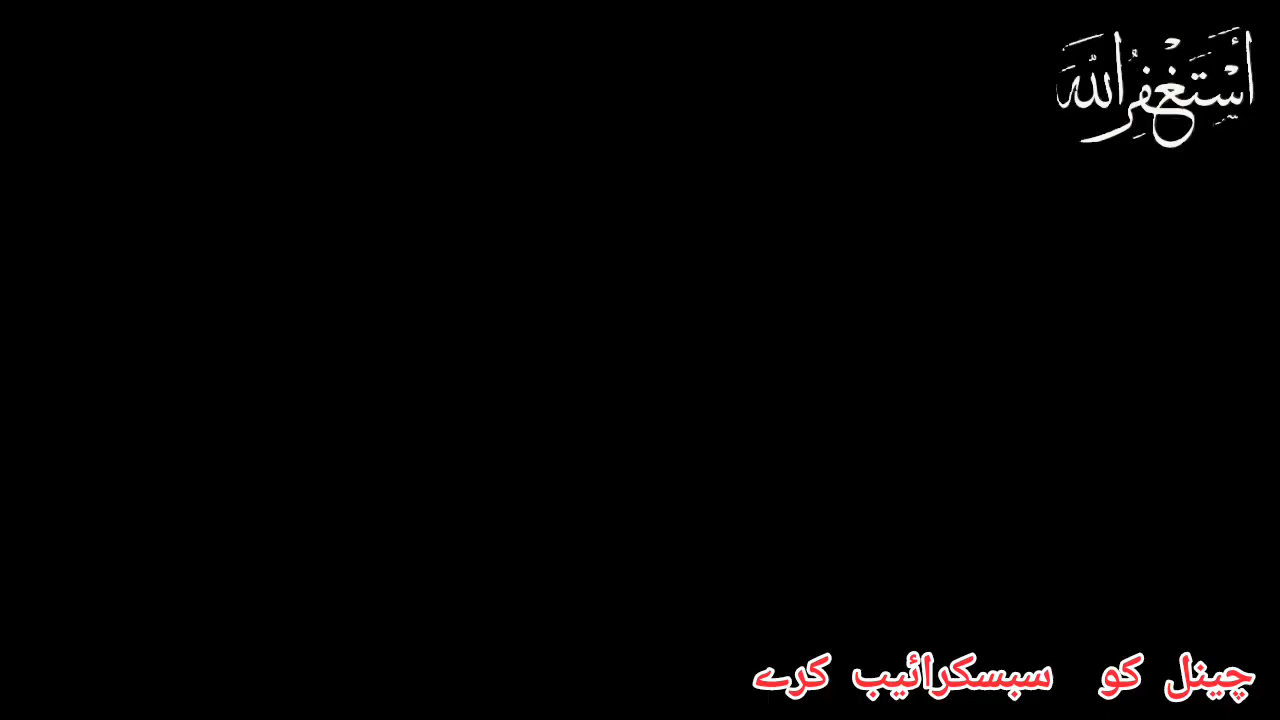 أَسْتَغْفِرُ اللَّهَ
چینل کو سبسکرائیب کرے